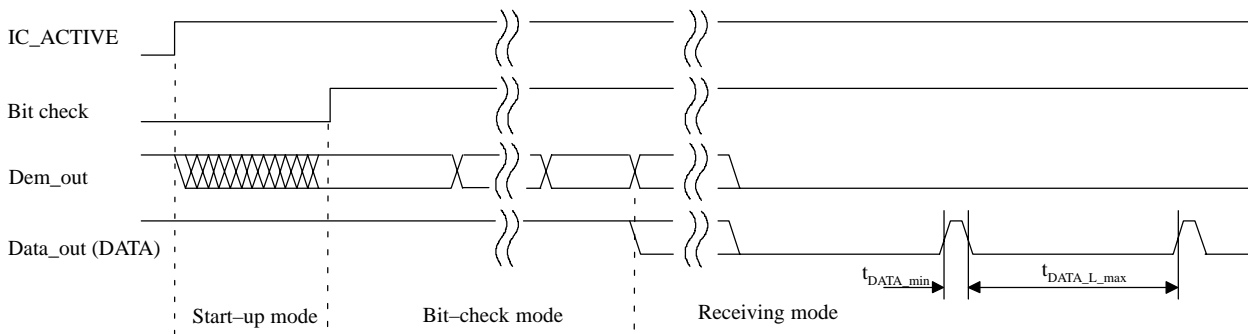 IC_ACTIVE
Bit check
Dem_out
Data_out (DATA)
tDATA_min
tDATA_L_max
Start–up mode
Bit–check mode
Receiving mode